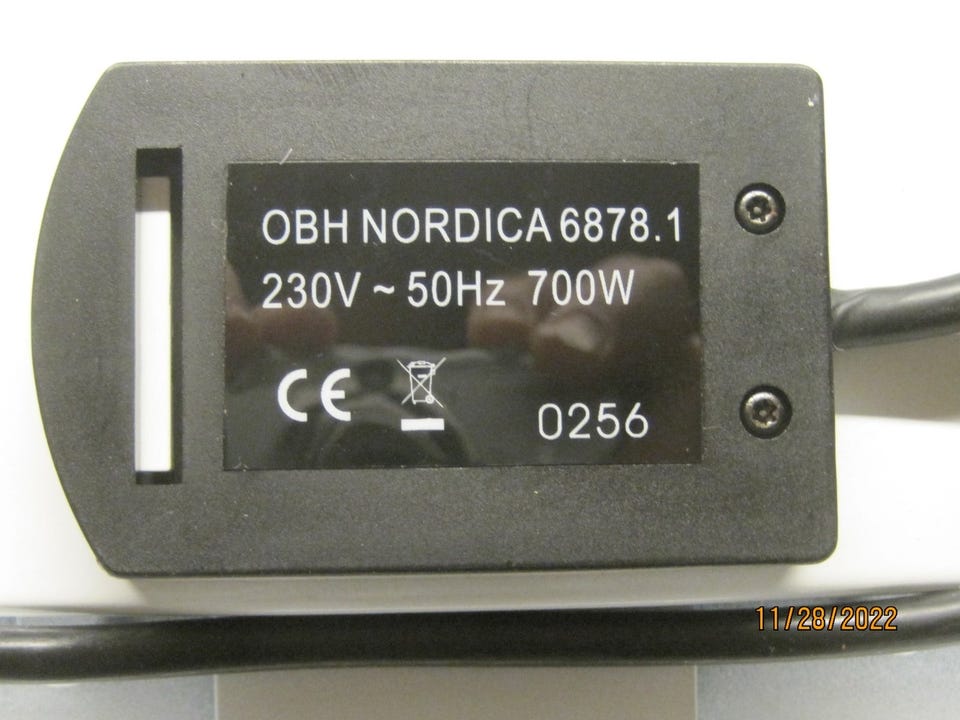 OBH NORDICA 6878.1
230V ~ 50Hz 700W
CE
0256
11/28/2022